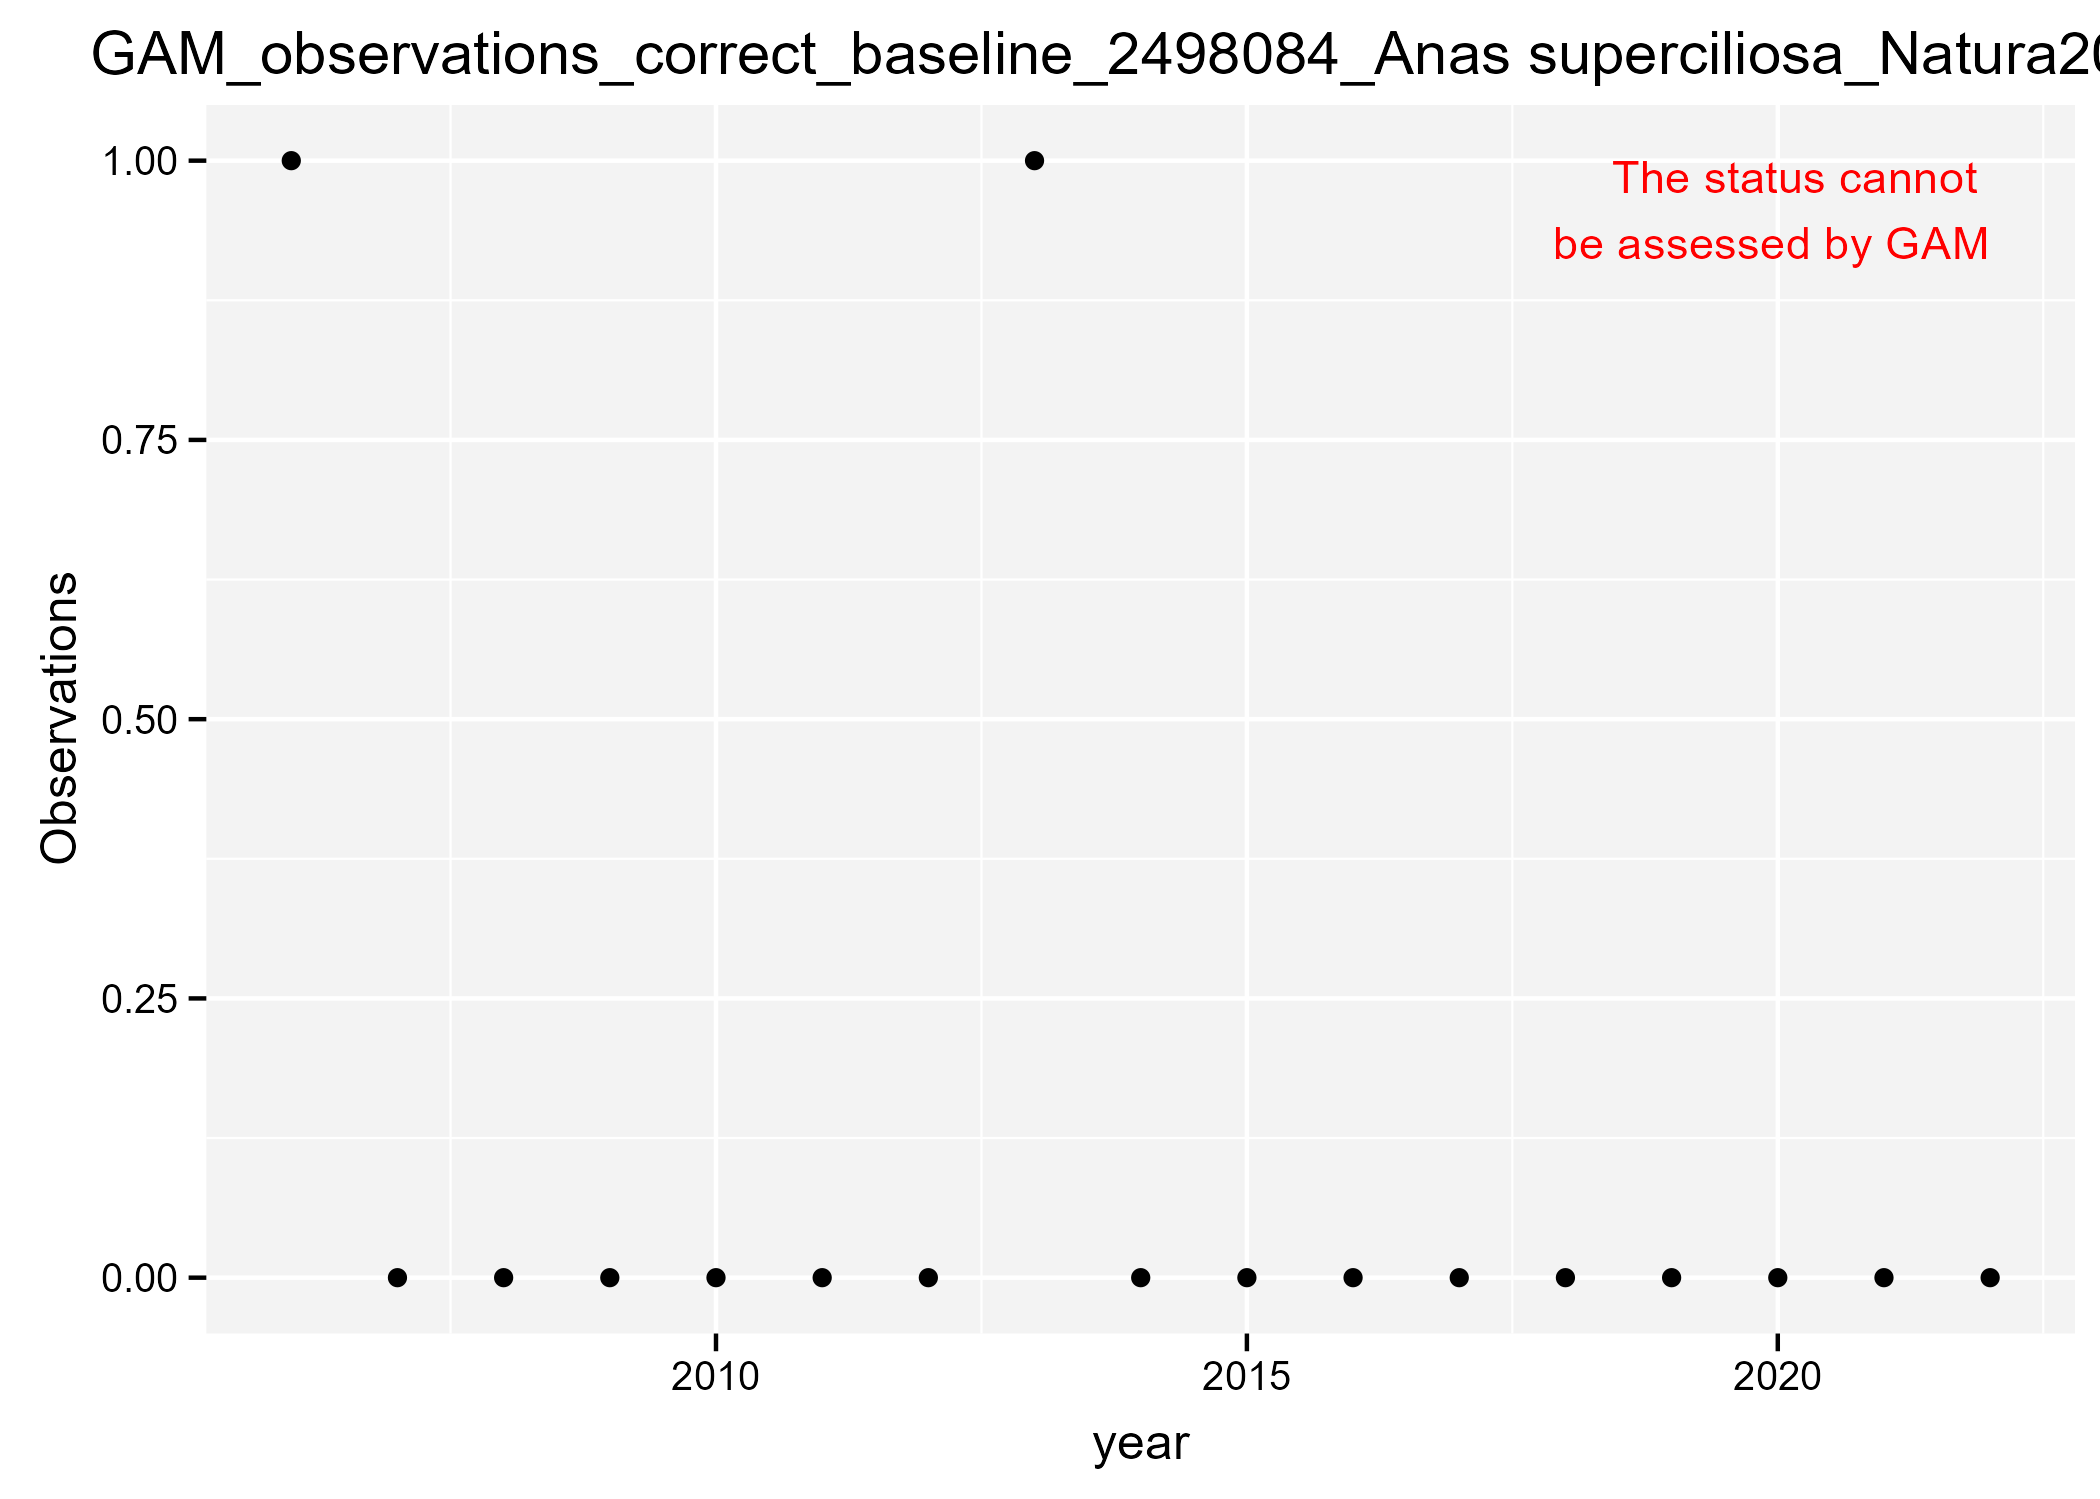 GAM_observations_correct_baseline_2498084_Anas superciliosa_Natura20
1.00
0.75
0.50
0.25
0.00
Observations
The status cannot
be assessed by GAM
2010
2015
2020
year